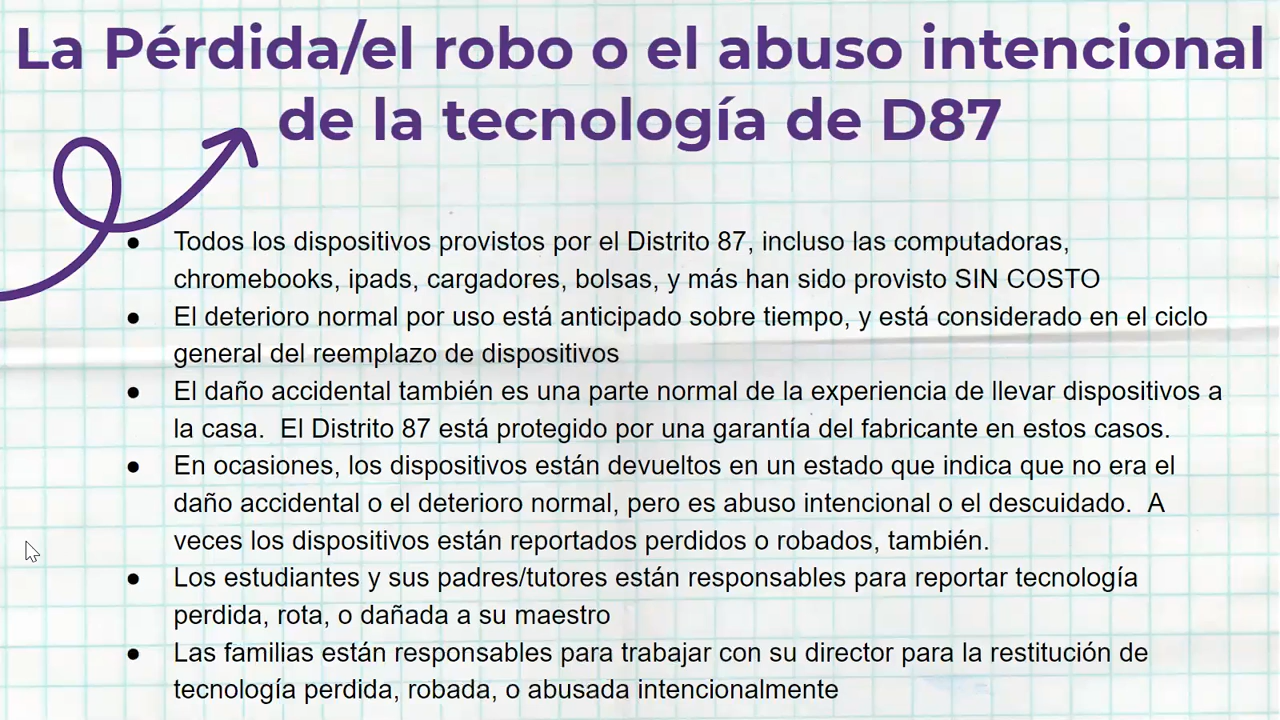 La Pérdida/el robo o el abuso intencional
de la tecnología de D87
● Todos los dispositivos provistos por el Distrito 87, incluso las computadoras,
chromebooks, ipads, cargadores, bolsas, y más han sido provisto SIN COSTO
● El deterioro normal por uso está anticipado sobre tiempo, y está considerado en el ciclo
general del reemplazo de dispositivos
● El daño accidental también es una parte normal de la experiencia de llevar dispositivos a
la casa.  El Distrito 87 está protegido por una garantía del fabricante en estos casos.
● En ocasiones, los dispositivos están devueltos en un estado que indica que no era el
daño accidental o el deterioro normal, pero es abuso intencional o el descuidado.  A
veces los dispositivos están reportados perdidos o robados, también.
● Los estudiantes y sus padres/tutores están responsables para reportar tecnología
perdida, rota, o dañada a su maestro
● Las familias están responsables para trabajar con su director para la restitución de
tecnología perdida, robada, o abusada intencionalmente